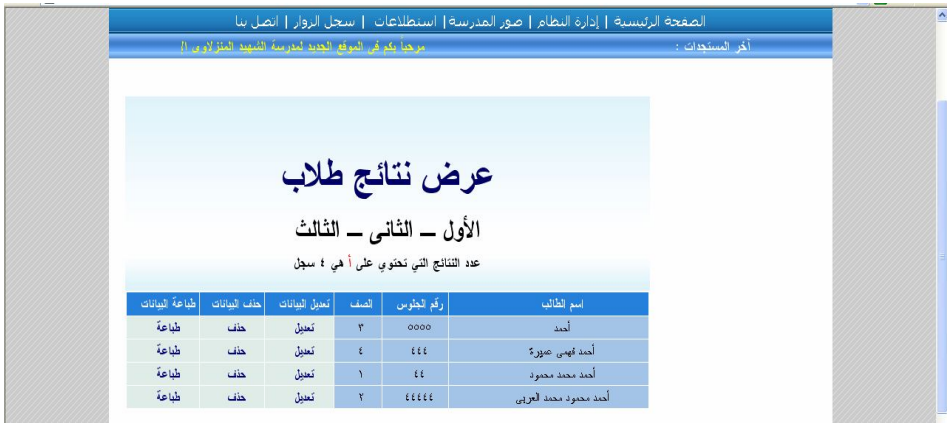 الصفحة الرئيسية | إدارة النظام | صور المدرسة | استطلاعات | سجل الزوار | اتصل بنا
آخر المستجدات : مرحباً بكم فى الموقع الجديد لمدرسة الشهيد المنزلاوى ال
عرض نتائج طلاب
الأول – الثانى – الثالث
عدد النتائج التي تحتوي على أ هي ٤ سجل
اسم الطالب رقم الجلوس الصف تعديل البيانات حذف البيانات طباعة البيانات
أحمد ٥٥٥٥ ٣ تعديل حذف طباعة
أحمد فهمى عميرة ٤٤٤ ٤ تعديل حذف طباعة
أحمد محمد محمود ٤٤ ١ تعديل حذف طباعة
أحمد محمود محمد العربى ٤٤٤٤٤ ٢ تعديل حذف طباعة